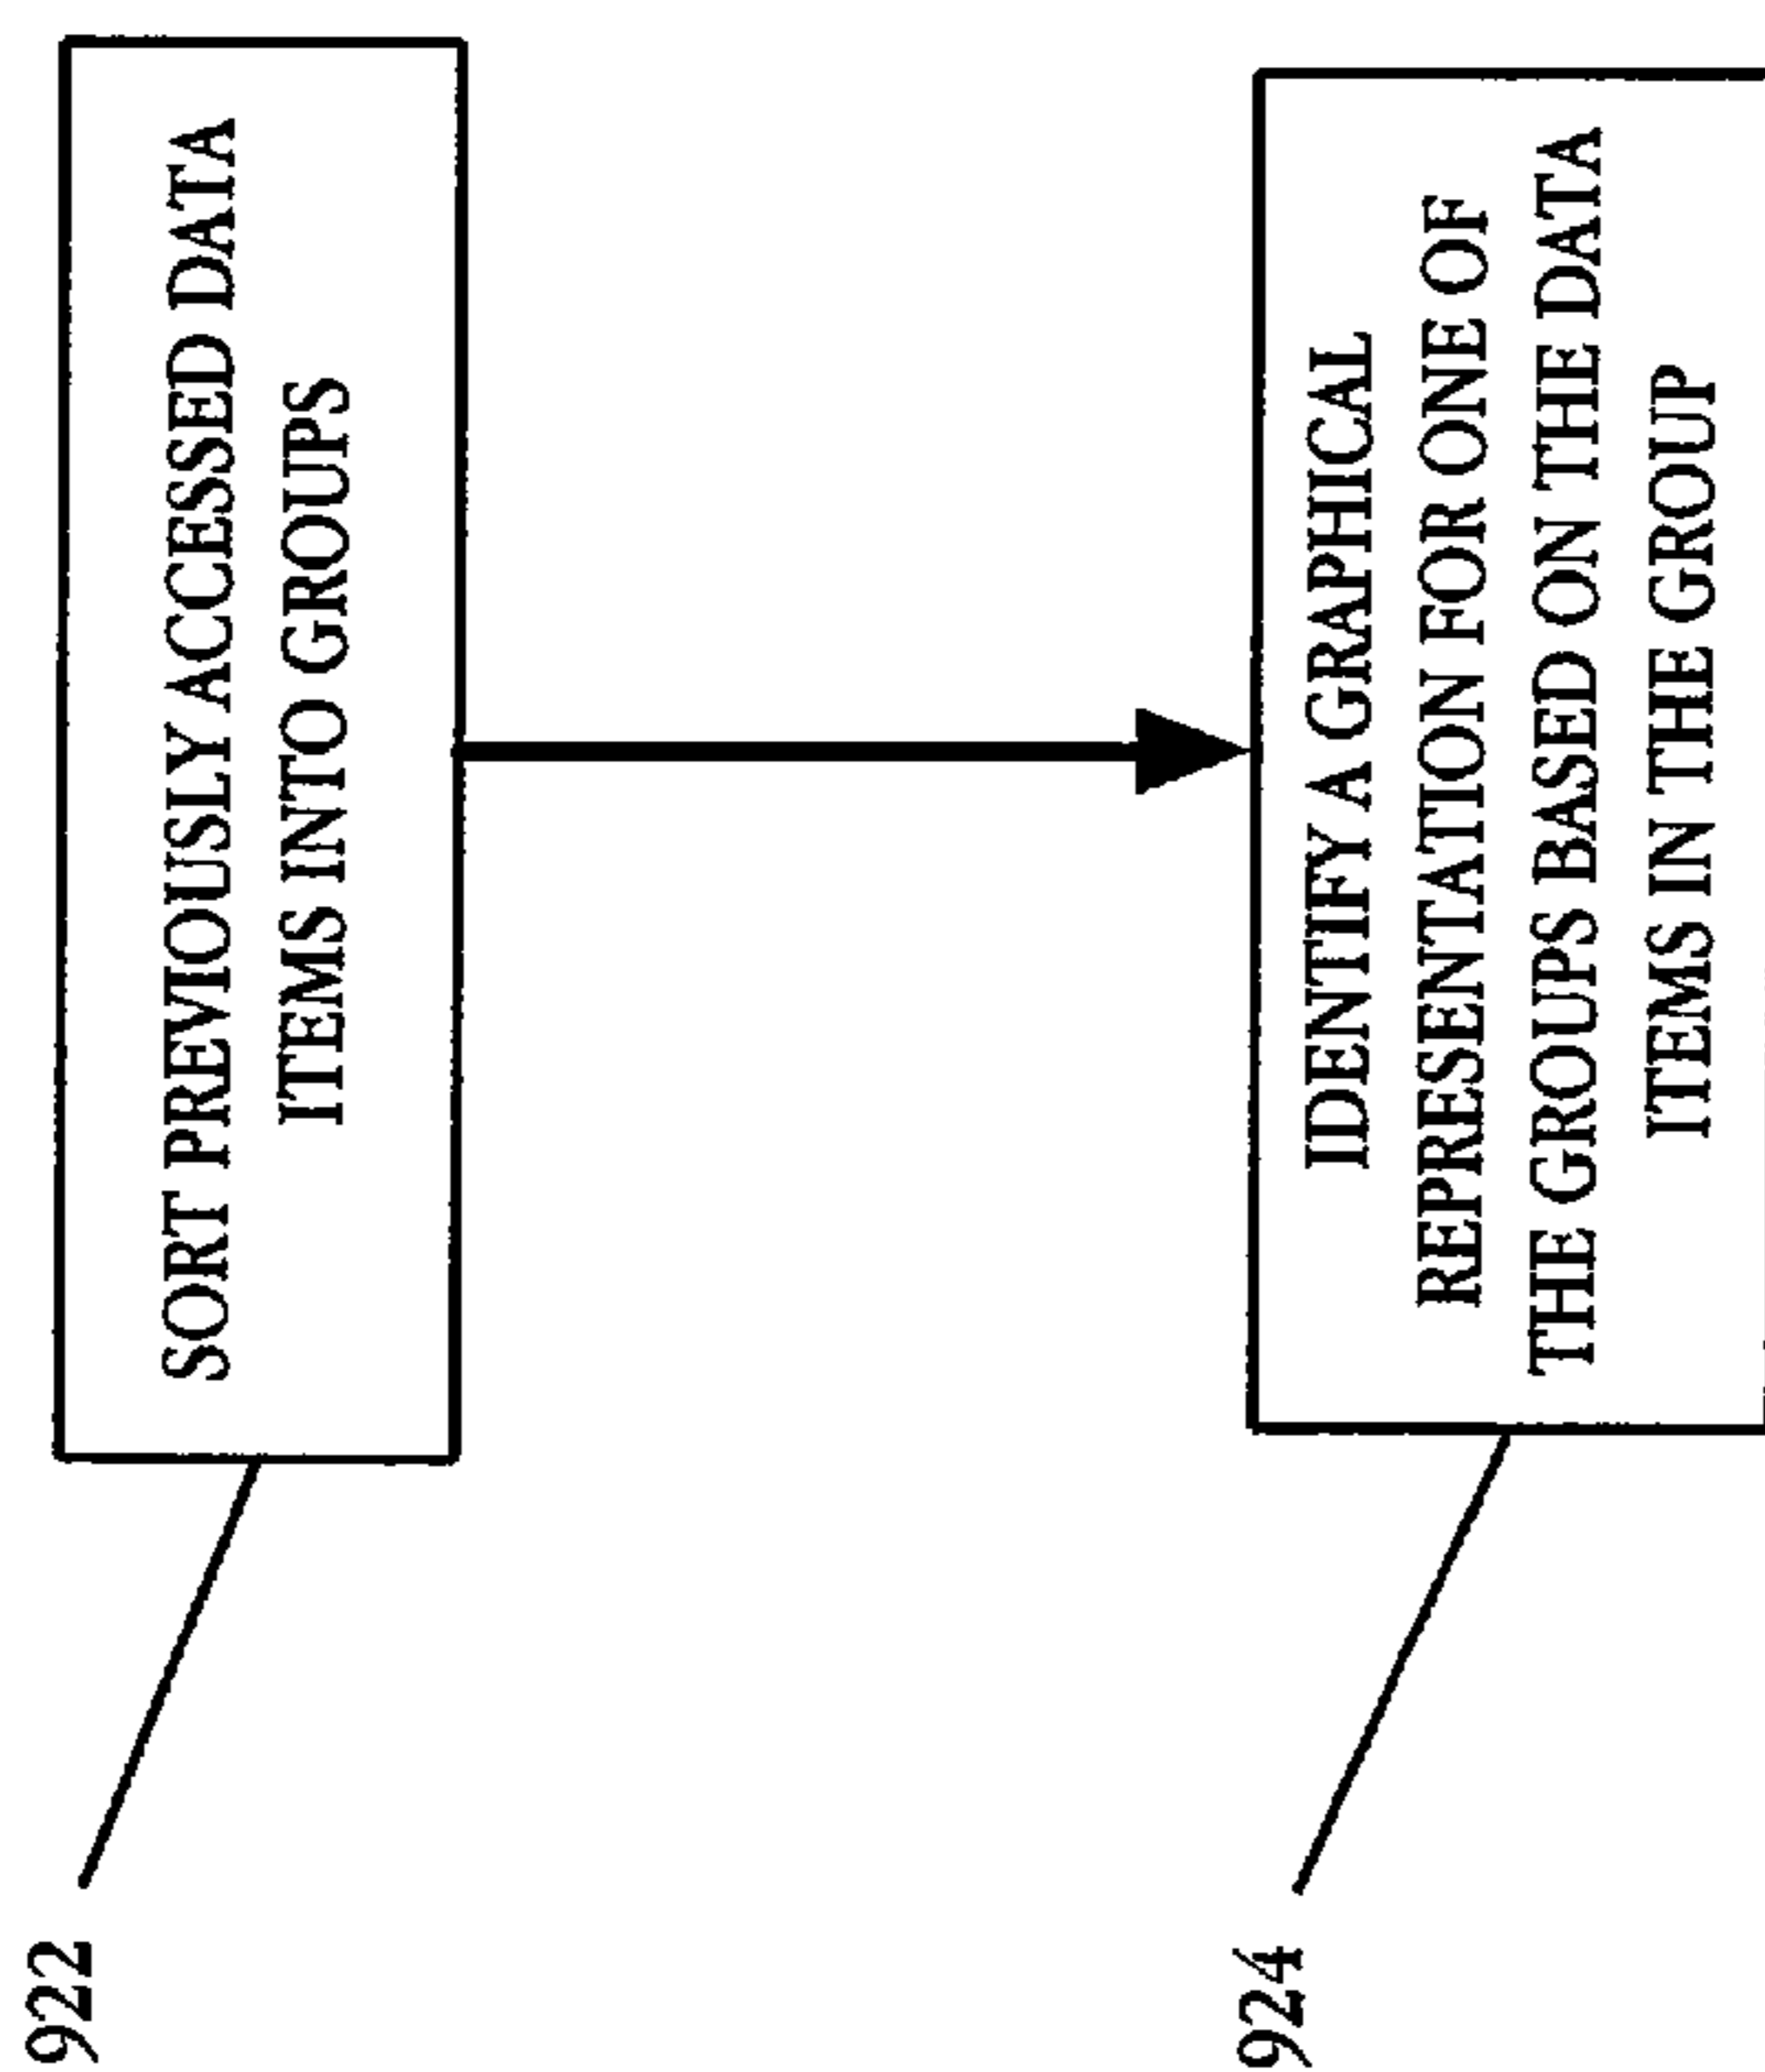 922
SORT PREVIOUSLY ACCESSED DATA
ITEMS INTO GROUPS
924
IDENTIFY A GRAPHICAL
REPRESENTATION FOR ONE OF
THE GROUPS BASED ON THE DATA
ITEMS IN THE GROUP